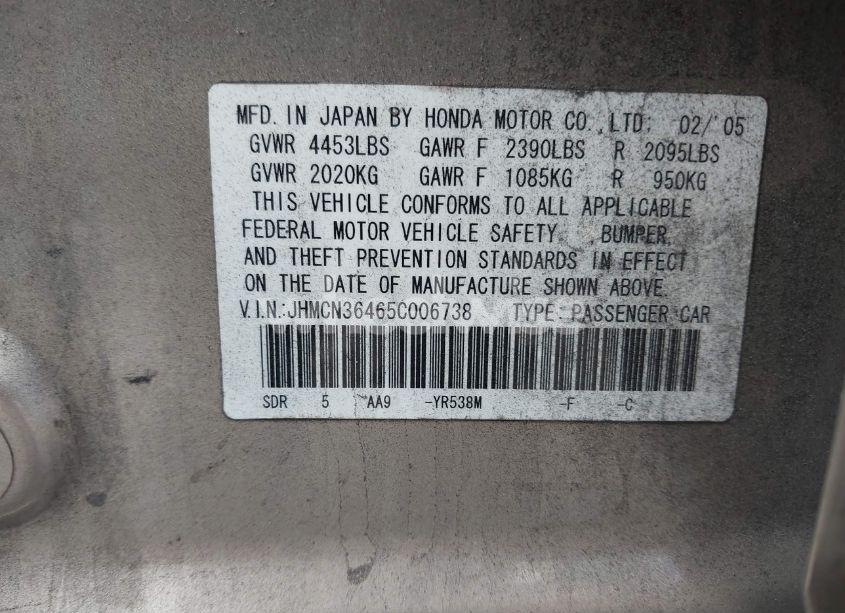 MFD. IN JAPAN BY HONDA MOTOR CO.,LTD. 02/'05
GVWR 4453LBS GAWR F 2390LBS R 2095LBS
GVWR 2020KG GAWR F 1085KG R 950KG
THIS VEHICLE CONFORMS TO ALL APPLICABLE
FEDERAL MOTOR VEHICLE SAFETY, BUMPER,
AND THEFT PREVENTION STANDARDS IN EFFECT
ON THE DATE OF MANUFACTURE SHOWN ABOVE.
V.I.N.:JHMCN36465C006738 TYPE: PASSENGER CAR
SDR 5 AA9 -YR538M -F -C